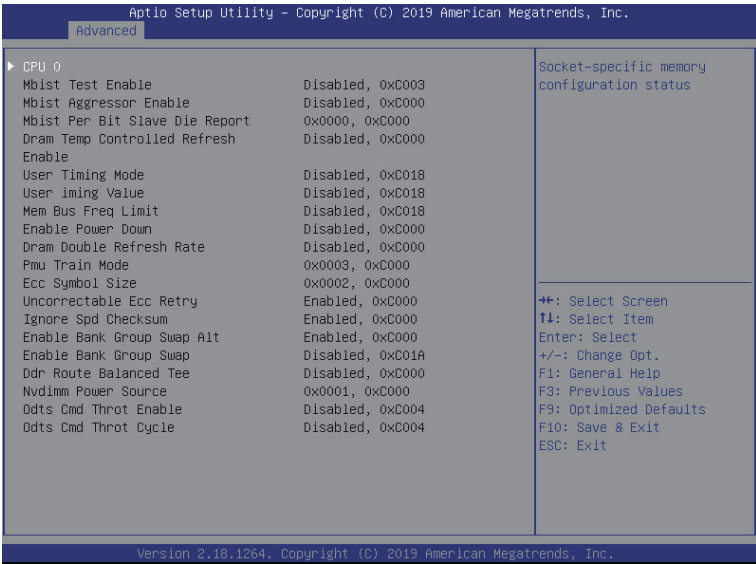 Aptio Setup Utility – Copyright (C) 2019 American Megatrends, Inc.
Advanced
▶ CPU 0
Mbist Test Enable Disabled, 0xC003
Mbist Aggressor Enable Disabled, 0xC000
Mbist Per Bit Slave Die Report 0x0000, 0xC000
Dram Temp Controlled Refresh Disabled, 0xC000
Enable
User Timing Mode Disabled, 0xC018
User iming Value Disabled, 0xC018
Mem Bus Freq Limit Disabled, 0xC018
Enable Power Down Disabled, 0xC000
Dram Double Refresh Rate Disabled, 0xC000
Pmu Train Mode 0x0003, 0xC000
Ecc Symbol Size 0x0002, 0xC000
Uncorrectable Ecc Retry Enabled, 0xC000
Ignore Spd Checksum Enabled, 0xC000
Enable Bank Group Swap Alt Enabled, 0xC000
Enable Bank Group Swap Disabled, 0xC01A
Ddr Route Balanced Tee Disabled, 0xC000
Nvdimm Power Source 0x0001, 0xC000
Odts Cmd Throt Enable Disabled, 0xC004
Odts Cmd Throt Cycle Disabled, 0xC004
Socket-specific memory
configuration status
→←: Select Screen
↑↓: Select Item
Enter: Select
+/-: Change Opt.
F1: General Help
F3: Previous Values
F9: Optimized Defaults
F10: Save & Exit
ESC: Exit
Version 2.18.1264. Copyright (C) 2019 American Megatrends, Inc.